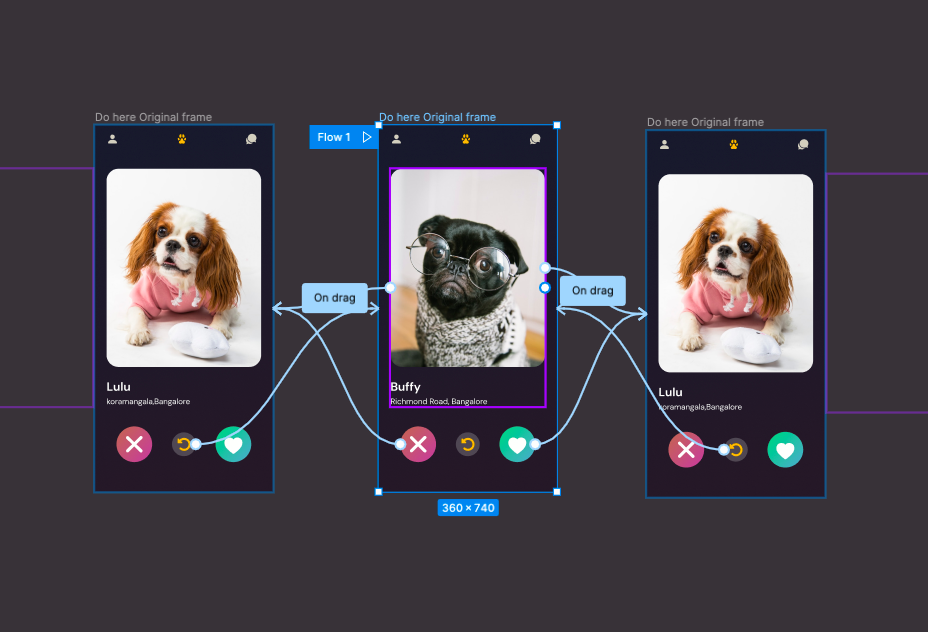 Do here Original frame
Do here Original frame
Do here Original frame
Flow 1
On drag
On drag
Lulu
koramangala,Bangalore
Buffy
Richmond Road, Bangalore
Lulu
koramangala,Bangalore
360 × 740